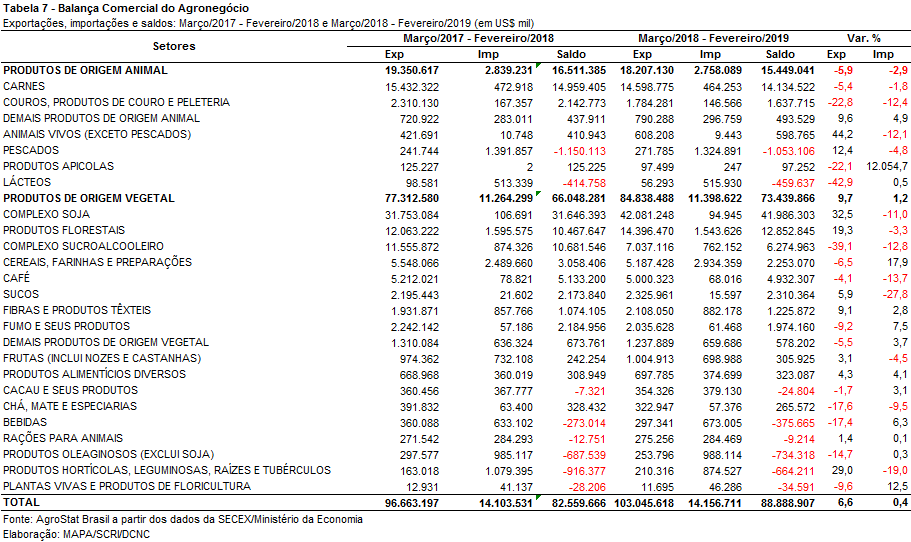 Tabela 7 - Balança Comercial do Agronegócio
Exportações, importações e saldos: Março/2017 - Fevereiro/2018 e Março/2018 - Fevereiro/2019 (em US$ mil)
Setores Março/2017 - Fevereiro/2018 Março/2018 - Fevereiro/2019 Var. %
Exp Imp Saldo Exp Imp Saldo Exp Imp
PRODUTOS DE ORIGEM ANIMAL 19.350.617 2.839.231 16.511.385 18.207.130 2.758.089 15.449.041 -5,9 -2,9
CARNES 15.432.322 472.918 14.959.405 14.598.775 464.253 14.134.522 -5,4 -1,8
COUROS, PRODUTOS DE COURO E PELETERIA 2.310.130 167.357 2.142.773 1.784.281 146.566 1.637.715 -22,8 -12,4
DEMAIS PRODUTOS DE ORIGEM ANIMAL 720.922 283.011 437.911 790.288 296.759 493.529 9,6 4,9
ANIMAIS VIVOS (EXCETO PESCADOS) 421.691 10.748 410.943 608.208 9.443 598.765 44,2 -12,1
PESCADOS 241.744 1.391.857 -1.150.113 271.785 1.324.891 -1.053.106 12,4 -4,8
PRODUTOS APICOLAS 125.227 2 125.225 97.499 247 97.252 -22,1 12.054,7
LÁCTEOS 98.581 513.339 -414.758 56.293 515.930 -459.637 -42,9 0,5
PRODUTOS DE ORIGEM VEGETAL 77.312.580 11.264.299 66.048.281 84.838.488 11.398.622 73.439.866 9,7 1,2
COMPLEXO SOJA 31.753.084 106.691 31.646.393 42.081.248 94.945 41.986.303 32,5 -11,0
PRODUTOS FLORESTAIS 12.063.222 1.595.575 10.467.647 14.396.470 1.543.626 12.852.845 19,3 -3,3
COMPLEXO SUCROALCOOLEIRO 11.555.872 874.326 10.681.546 7.037.116 762.152 6.274.963 -39,1 -12,8
CEREAIS, FARINHAS E PREPARAÇÕES 5.548.066 2.489.660 3.058.406 5.187.428 2.934.359 2.253.070 -6,5 17,9
CAFÉ 5.212.021 78.821 5.133.200 5.000.323 68.016 4.932.307 -4,1 -13,7
SUCOS 2.195.443 21.602 2.173.840 2.325.961 15.597 2.310.364 5,9 -27,8
FIBRAS E PRODUTOS TÊXTEIS 1.931.871 857.766 1.074.105 2.108.050 882.178 1.225.872 9,1 2,8
FUMO E SEUS PRODUTOS 2.242.142 57.186 2.184.956 2.035.628 61.468 1.974.160 -9,2 7,5
DEMAIS PRODUTOS DE ORIGEM VEGETAL 1.310.084 636.324 673.761 1.237.889 659.686 578.202 -5,5 3,7
FRUTAS (INCLUI NOZES E CASTANHAS) 974.362 732.108 242.254 1.004.913 698.988 305.925 3,1 -4,5
PRODUTOS ALIMENTÍCIOS DIVERSOS 668.968 360.019 308.949 697.785 374.699 323.087 4,3 4,1
CACAU E SEUS PRODUTOS 360.456 367.777 -7.321 354.326 379.130 -24.804 -1,7 3,1
CHÁ, MATE E ESPECIARIAS 391.832 63.400 328.432 322.947 57.376 265.572 -17,6 -9,5
BEBIDAS 360.088 633.102 -273.014 297.341 673.005 -375.665 -17,4 6,3
RAÇÕES PARA ANIMAIS 271.542 284.293 -12.751 275.256 284.469 -9.214 1,4 0,1
PRODUTOS OLEAGINOSOS (EXCLUI SOJA) 297.577 985.117 -687.539 253.796 988.114 -734.318 -14,7 0,3
PRODUTOS HORTÍCOLAS, LEGUMINOSAS, RAÍZES E TUBÉRCULOS 163.018 1.079.395 -916.377 210.316 874.527 -664.211 29,0 -19,0
PLANTAS VIVAS E PRODUTOS DE FLORICULTURA 12.931 41.137 -28.206 11.695 46.286 -34.591 -9,6 12,5
TOTAL 96.663.197 14.103.531 82.559.666 103.045.618 14.156.711 88.888.907 6,6 0,4
Fonte: AgroStat Brasil a partir dos dados da SECEX/Ministério da Economia
Elaboração: MAPA/SCRI/DCNC